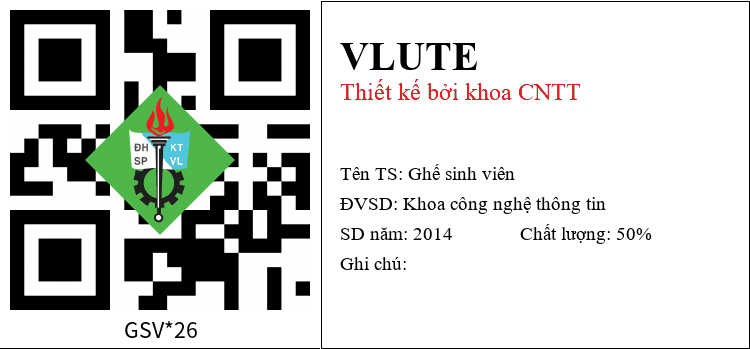 ĐH KT
SP VL
GSV*26
VLUTE
Thiết kế bởi khoa CNTT
Tên TS: Ghế sinh viên
ĐVSD: Khoa công nghệ thông tin
SD năm: 2014 Chất lượng: 50%
Ghi chú: